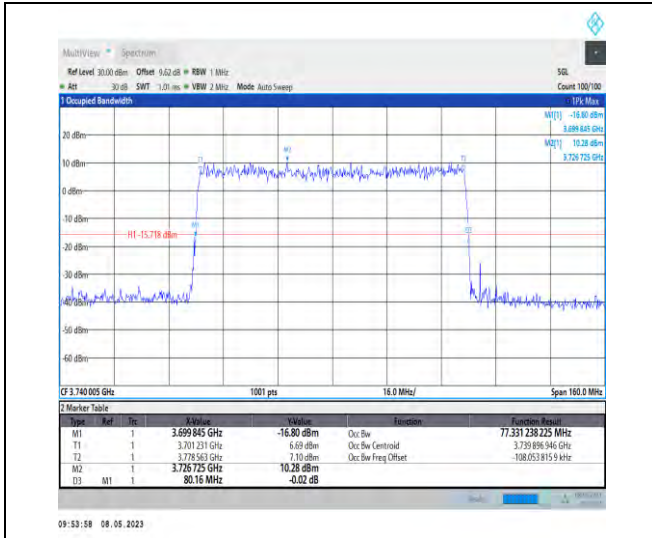 MultiView Spectrum
Ref Level 30.00 dBm Offset 9.62 dB RBW 1 MHz SGL
Att 30 dB SWT 1.01 ms VBW 2 MHz Mode Auto Sweep Count 100/100
1 Occupied Bandwidth 1Pk Max
M1[1] -16.80 dBm
3.699 845 GHz
M2[1] 10.28 dBm
3.726 725 GHz
20 dBm
10 dBm
0 dBm
-10 dBm
-20 dBm
-30 dBm
-40 dBm
-50 dBm
-60 dBm
T1 M2 T2
M1 D3
H1 -15.718 dBm
CF 3.740 005 GHz 1001 pts 16.0 MHz/ Span 160.0 MHz
2 Marker Table
Type Ref Trc X-Value Y-Value Function Function Result
M1 1 3.699 845 GHz -16.80 dBm Occ Bw 77.331 238 225 MHz
T1 1 3.701 231 GHz 6.69 dBm Occ Bw Centroid 3.739 896 946 GHz
T2 1 3.778 563 GHz 7.10 dBm Occ Bw Freq Offset -108.053 815 9 kHz
M2 1 3.726 725 GHz 10.28 dBm
D3 M1 1 80.16 MHz -0.02 dB
09:53:58 08.05.2023